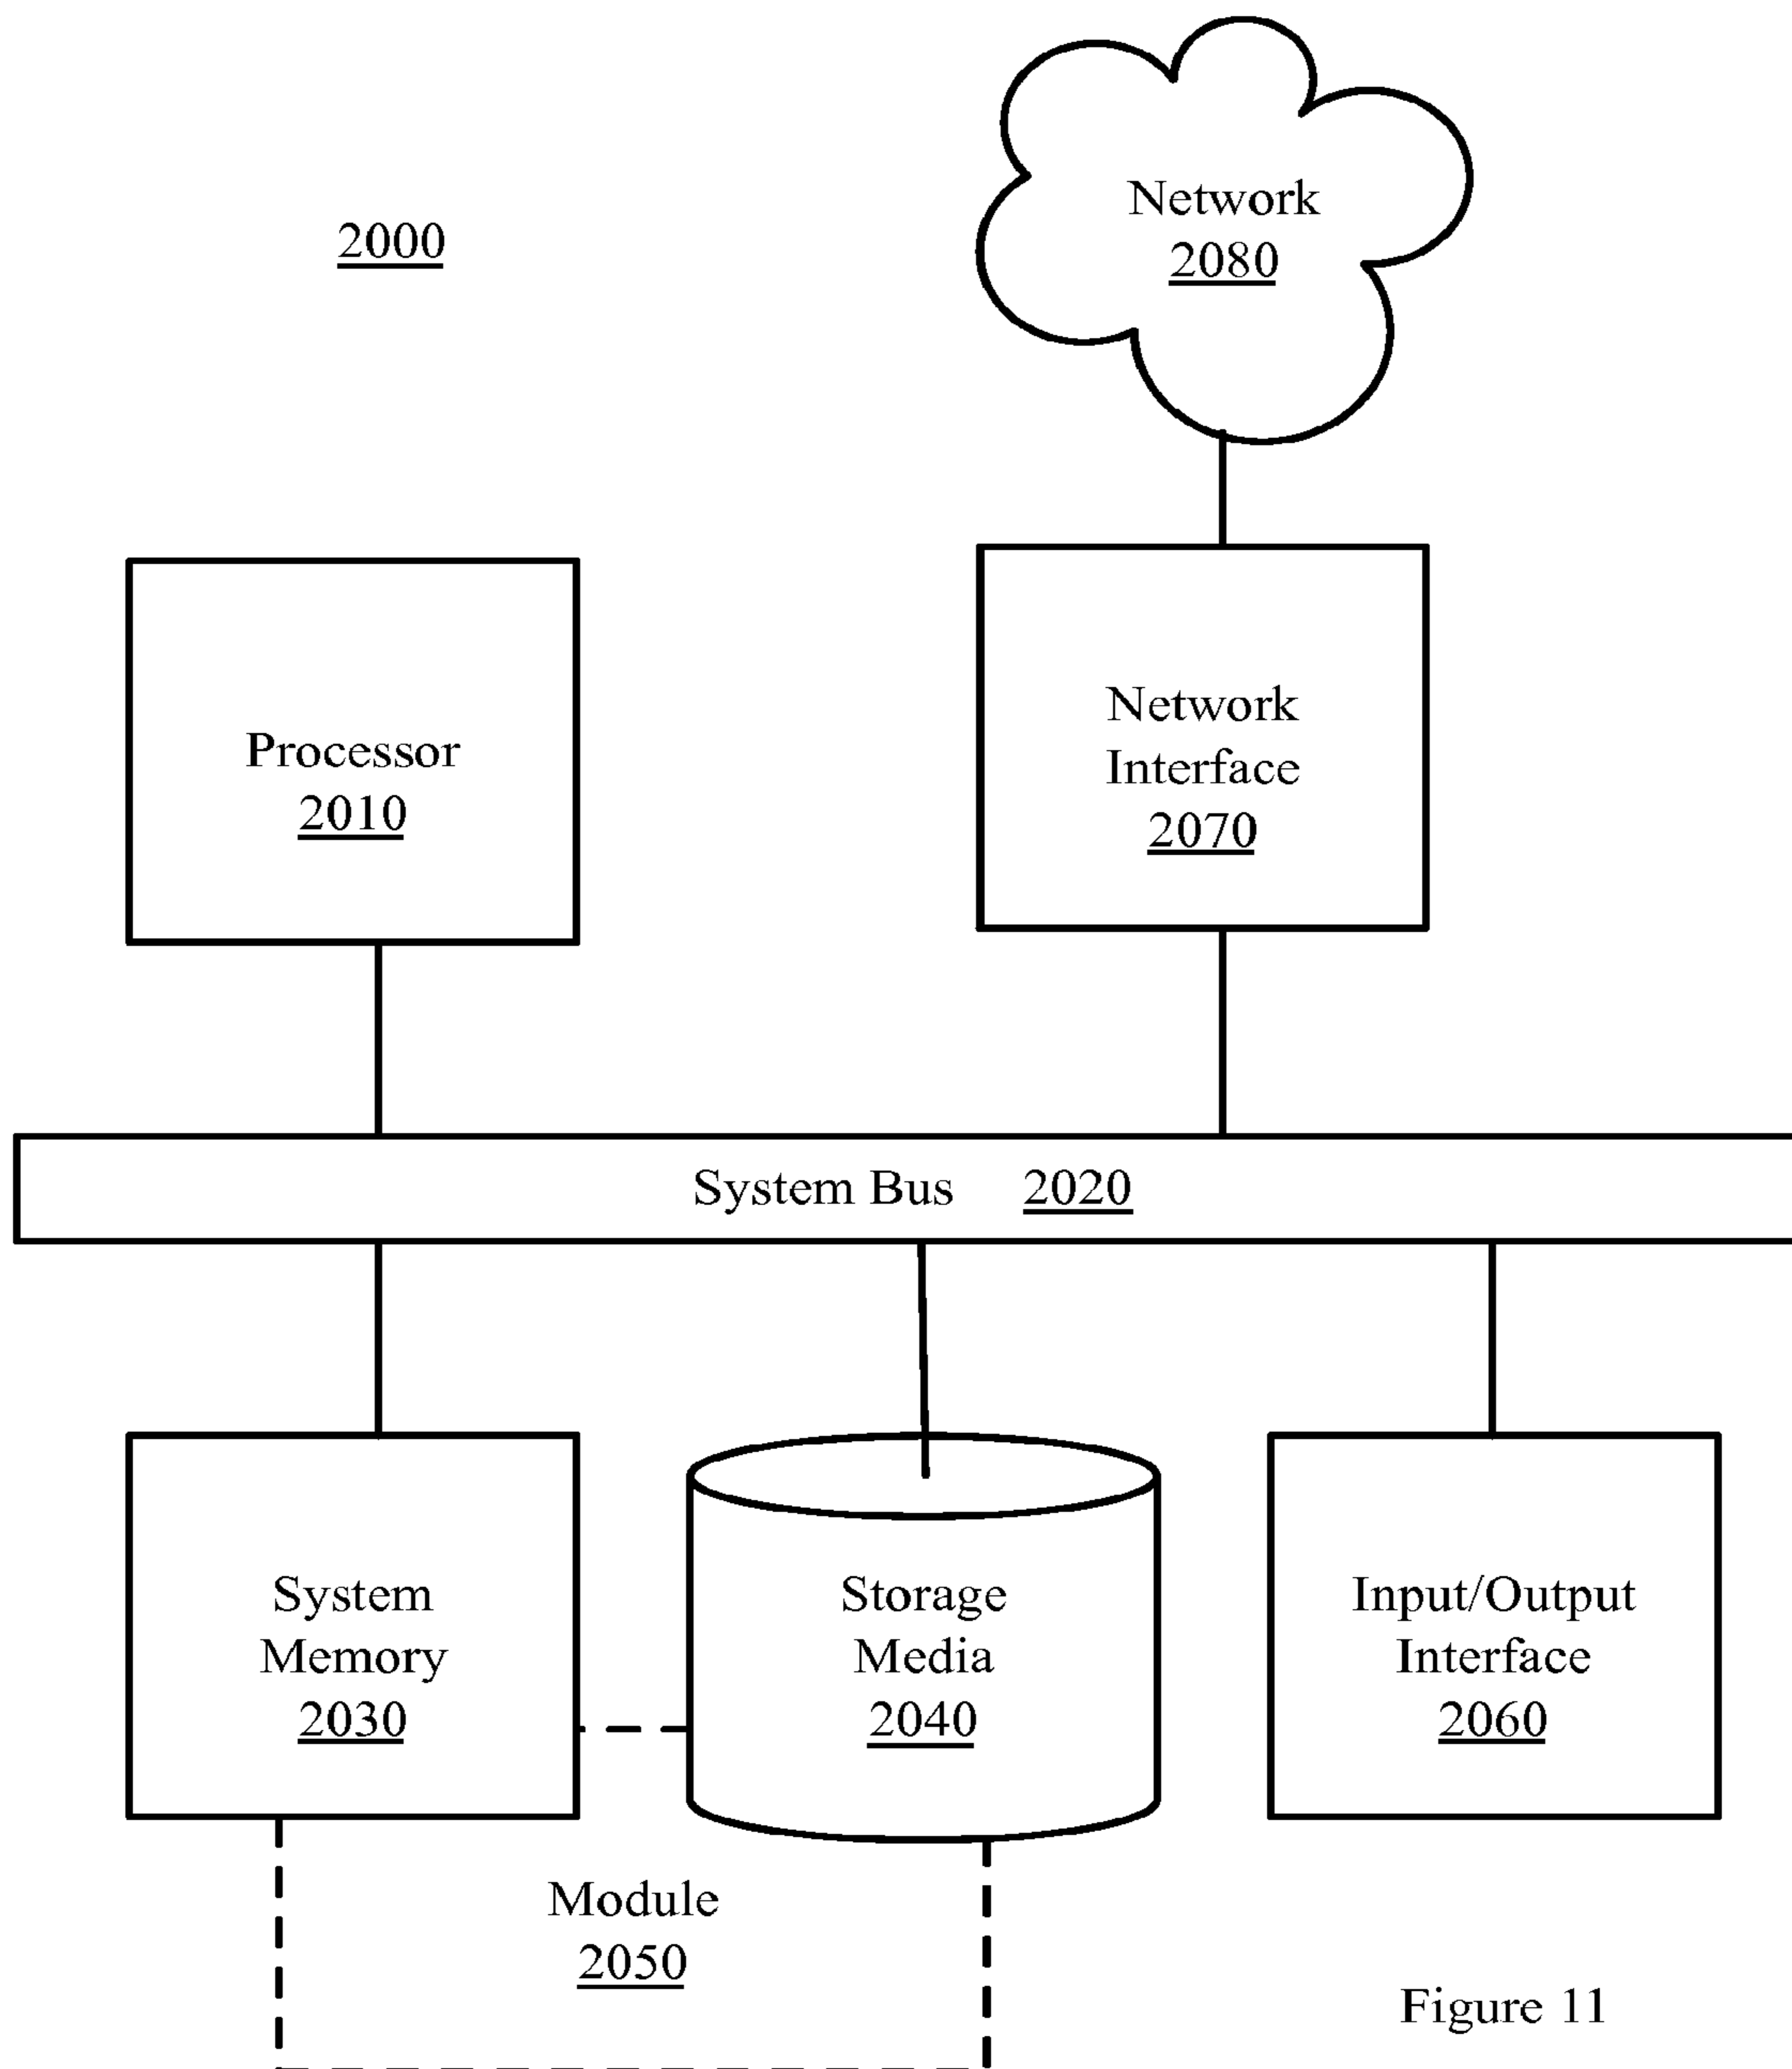 2000
Network
2080
Processor
2010
Network
Interface
2070
System Bus 2020
System
Memory
2030
Storage
Media
2040
Input/Output
Interface
2060
Module
2050
Figure 11